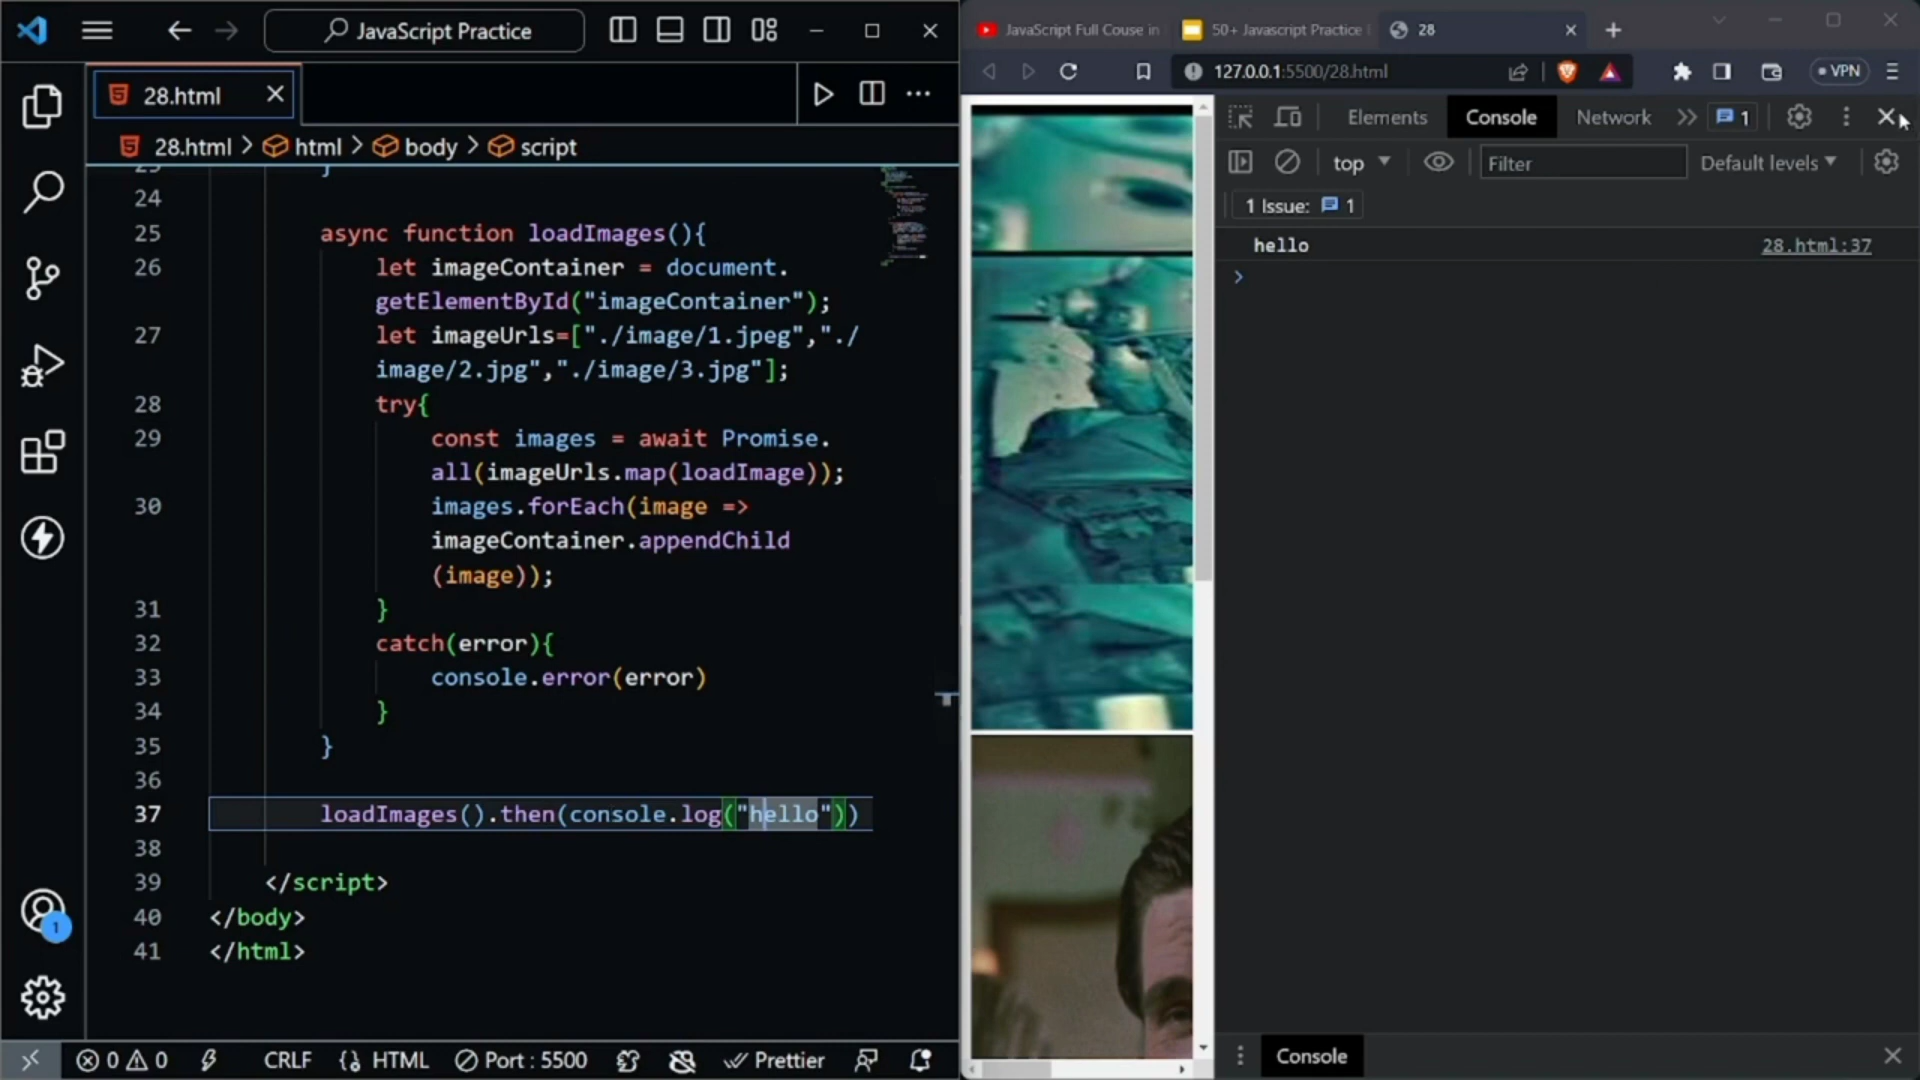 JavaScript Practice
28.html
28.html > html > body > script
24
25 async function loadImages(){
26 let imageContainer = document.
getElementById("imageContainer");
27 let imageUrls=["./image/1.jpeg","./
image/2.jpg","./image/3.jpg"];
28 try{
29 const images = await Promise.
all(imageUrls.map(loadImage));
30 images.forEach(image =>
imageContainer.appendChild
(image));
31 }
32 catch(error){
33 console.error(error)
34 }
35 }
36
37 loadImages().then(console.log("hello"))
38
39 </script>
40 </body>
41 </html>
1
0 0 CRLF {} HTML Port : 5500 Prettier
JavaScript Full Couse in
50+ Javascript Practice
28
127.0.0.1:5500/28.html
VPN
Elements Console Network 1
top Filter Default levels
1 Issue: 1
hello 28.html:37
Console